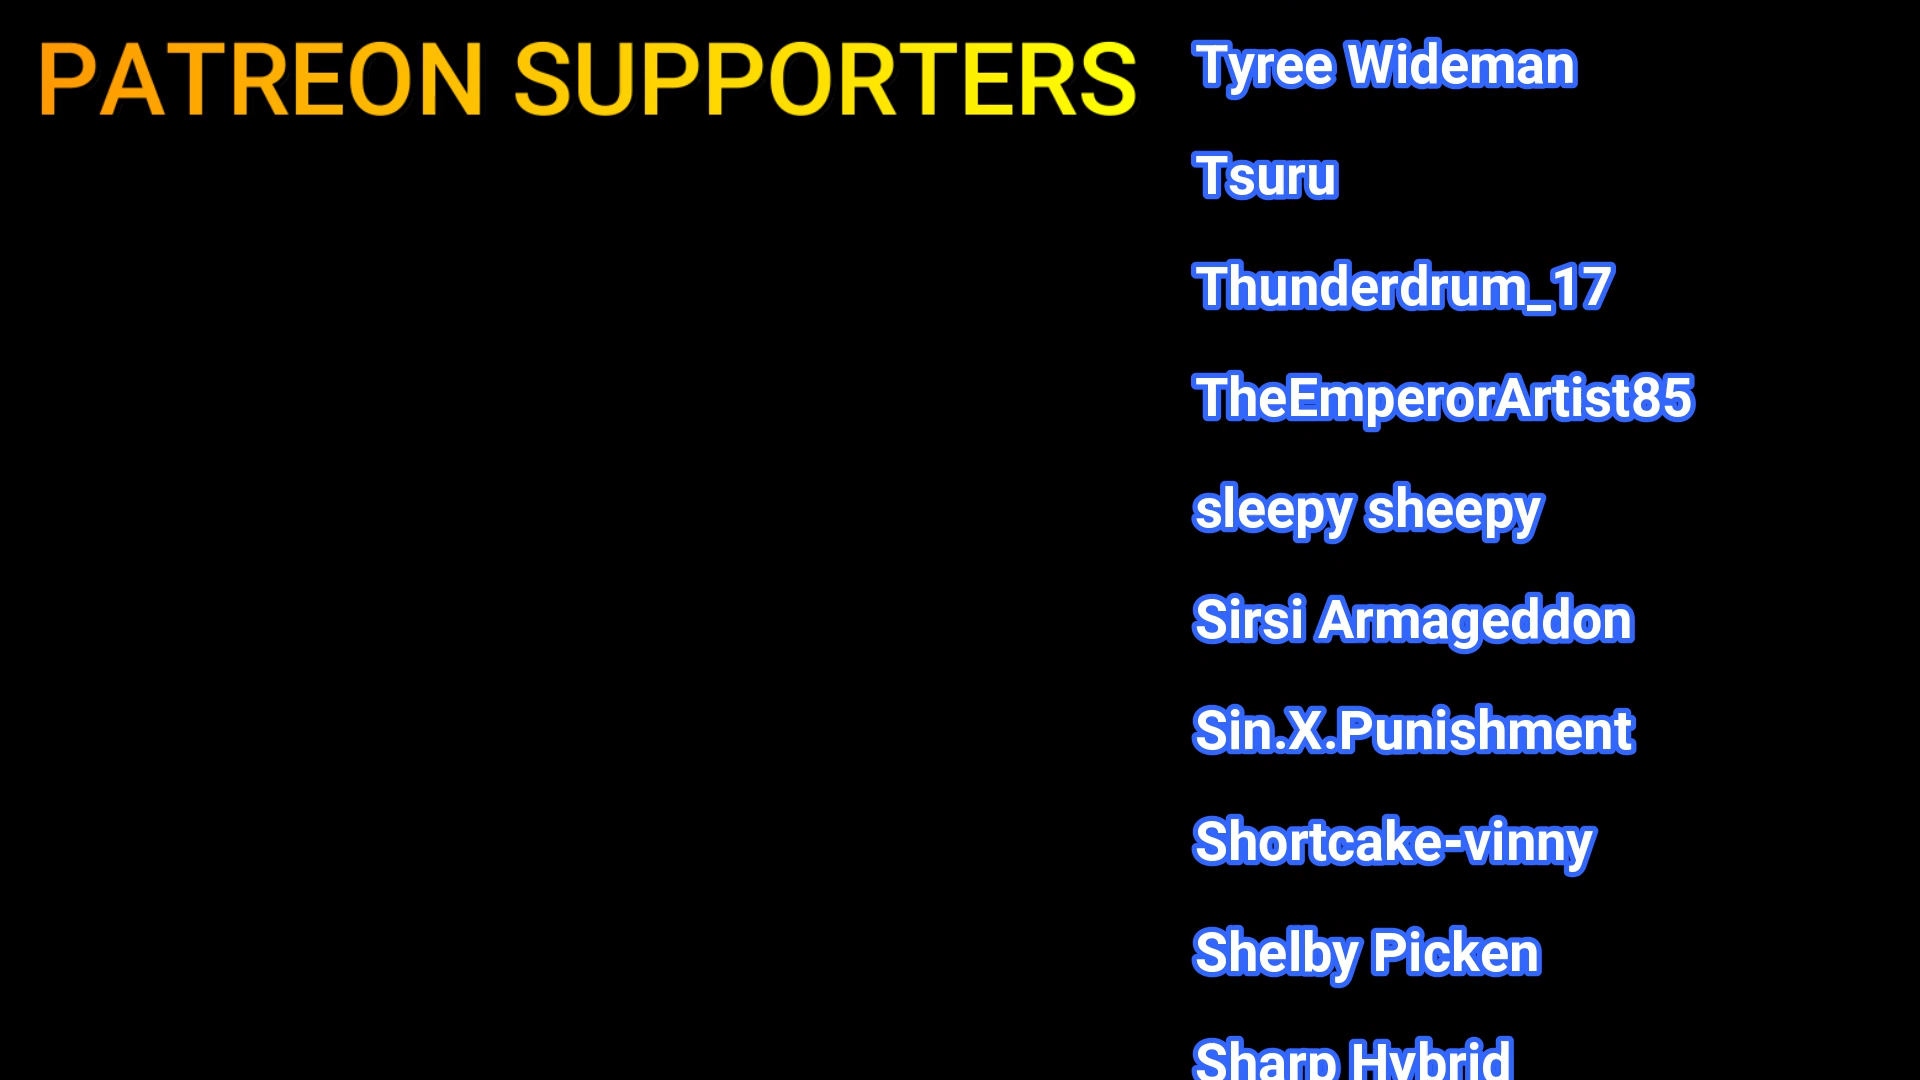 PATREON SUPPORTERS
Tyree Wideman
Tsuru
Thunderdrum_17
TheEmperorArtist85
sleepy sheepy
Sirsi Armageddon
Sin.X.Punishment
Shortcake-vinny
Shelby Picken
Sharp Hybrid